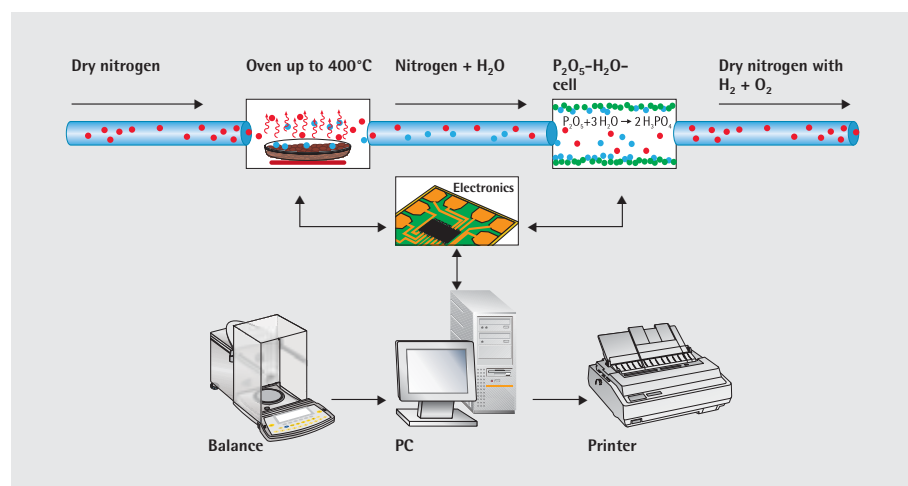 Dry nitrogen
Oven up to 400°C
Nitrogen + H₂O
P₂O₅-H₂O-
cell
Dry nitrogen with
H₂ + O₂
P₂O₅+3 H₂O → 2 H₃PO₄
Electronics
Balance
PC
Printer